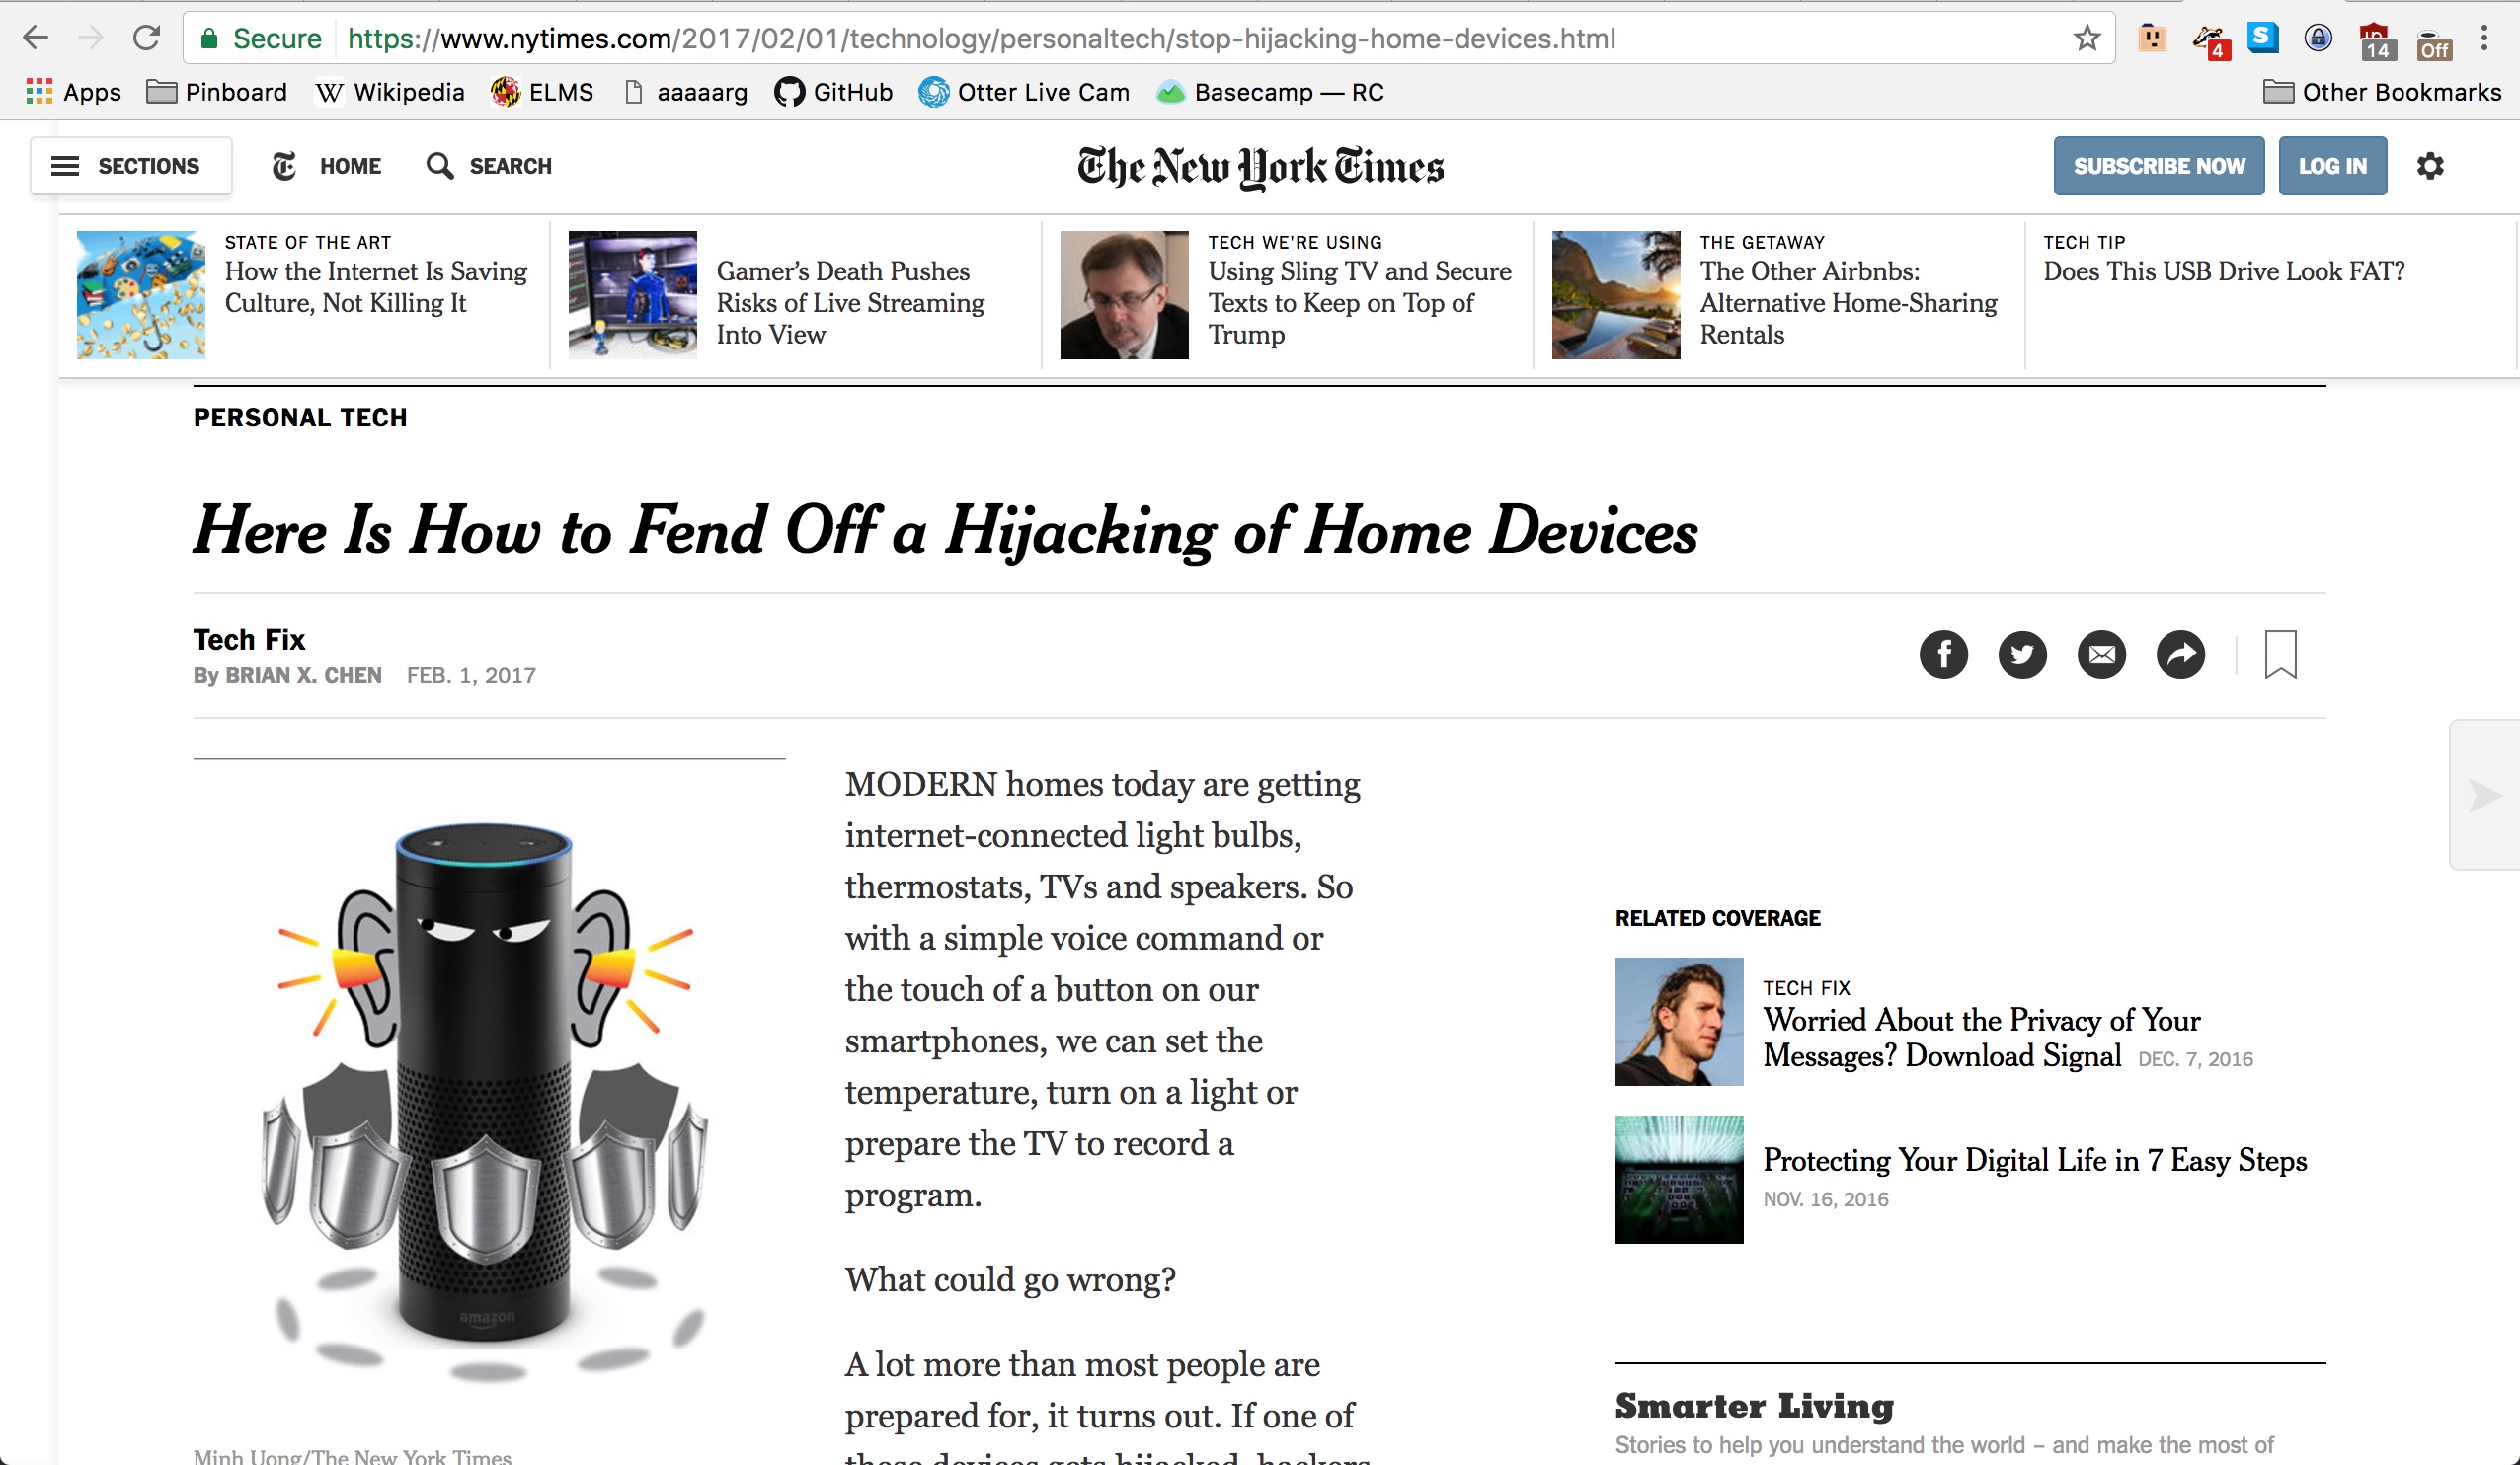 Secure https://www.nytimes.com/2017/02/01/technology/personaltech/stop-hijacking-home-devices.html
4
S
14
Off
Apps Pinboard W Wikipedia ELMS aaaaarg GitHub Otter Live Cam Basecamp — RC Other Bookmarks
SECTIONS HOME SEARCH The New York Times SUBSCRIBE NOW LOG IN
STATE OF THE ART
How the Internet Is Saving
Culture, Not Killing It
Gamer’s Death Pushes
Risks of Live Streaming
Into View
TECH WE'RE USING
Using Sling TV and Secure
Texts to Keep on Top of
Trump
THE GETAWAY
The Other Airbnbs:
Alternative Home-Sharing
Rentals
TECH TIP
Does This USB Drive Look FAT?
PERSONAL TECH
Here Is How to Fend Off a Hijacking of Home Devices
Tech Fix
By BRIAN X. CHEN FEB. 1, 2017
amazon
Minh Uong/The New York Times
MODERN homes today are getting
internet-connected light bulbs,
thermostats, TVs and speakers. So
with a simple voice command or
the touch of a button on our
smartphones, we can set the
temperature, turn on a light or
prepare the TV to record a
program.
What could go wrong?
A lot more than most people are
prepared for, it turns out. If one of
these devices gets hijacked, hackers
RELATED COVERAGE
TECH FIX
Worried About the Privacy of Your
Messages? Download Signal DEC. 7, 2016
Protecting Your Digital Life in 7 Easy Steps
NOV. 16, 2016
Smarter Living
Stories to help you understand the world – and make the most of